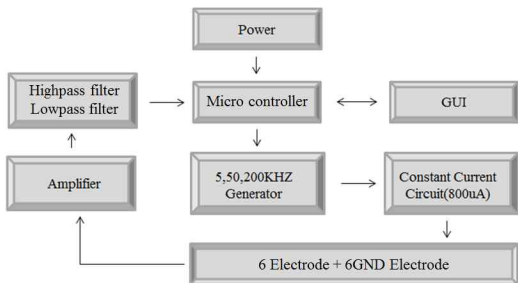 Power
Highpass filter
Lowpass filter
Micro controller
GUI
Amplifier
5,50,200KHZ
Generator
Constant Current
Circuit(800uA)
6 Electrode + 6GND Electrode